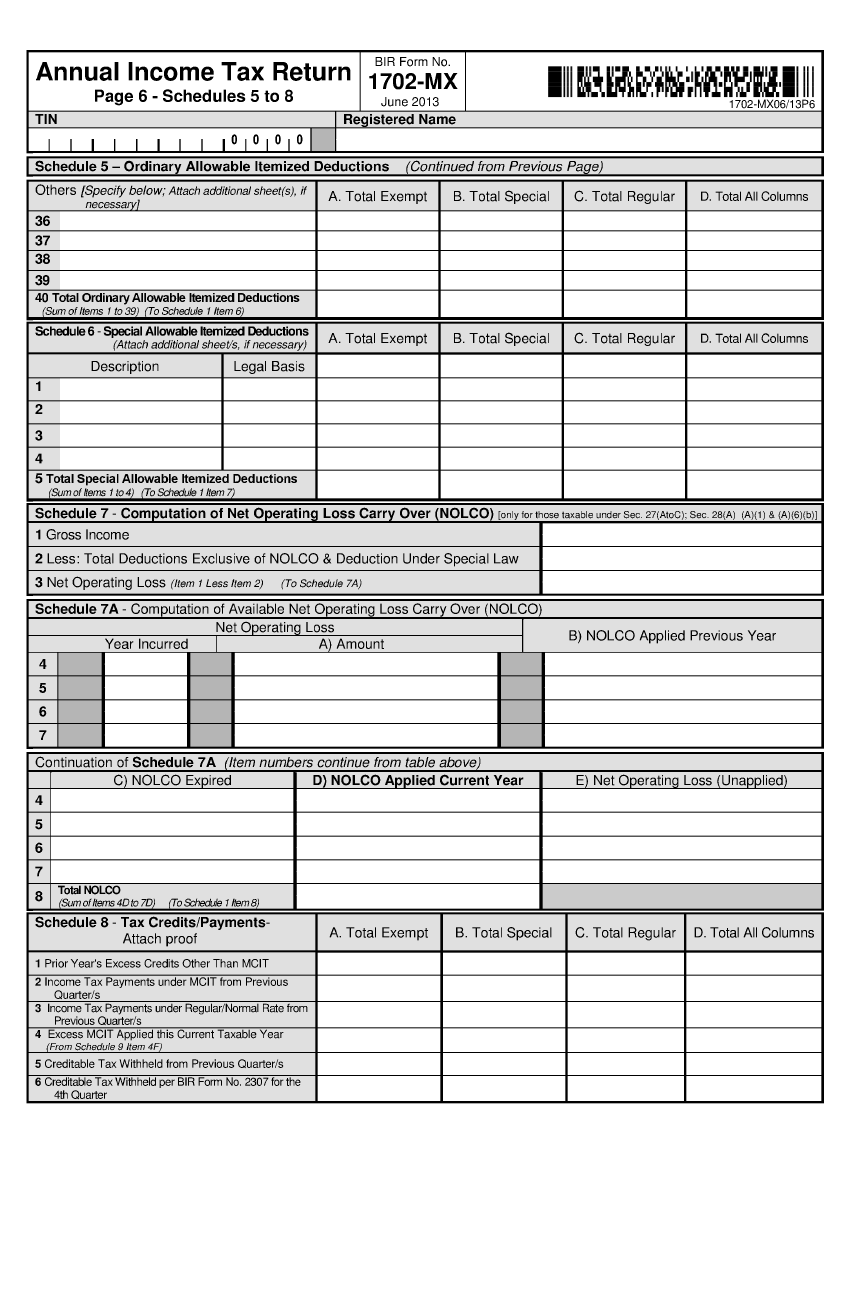 Annual Income Tax Return
Page 6 - Schedules 5 to 8
BIR Form No.
1702-MX
June 2013
1702-MX06/13P6
TIN
Registered Name
0 0 0 0
Schedule 5 – Ordinary Allowable Itemized Deductions (Continued from Previous Page)
Others [Specify below; Attach additional sheet(s), if
necessary]
A. Total Exempt
B. Total Special
C. Total Regular
D. Total All Columns
36
37
38
39
40 Total Ordinary Allowable Itemized Deductions
(Sum of Items 1 to 39) (To Schedule 1 Item 6)
Schedule 6 - Special Allowable Itemized Deductions
(Attach additional sheet/s, if necessary)
A. Total Exempt
B. Total Special
C. Total Regular
D. Total All Columns
Description
Legal Basis
1
2
3
4
5 Total Special Allowable Itemized Deductions
(Sum of Items 1 to 4) (To Schedule 1 Item 7)
Schedule 7 - Computation of Net Operating Loss Carry Over (NOLCO) [only for those taxable under Sec. 27(AtoC); Sec. 28(A) (A)(1) & (A)(6)(b)]
1 Gross Income
2 Less: Total Deductions Exclusive of NOLCO & Deduction Under Special Law
3 Net Operating Loss (Item 1 Less Item 2) (To Schedule 7A)
Schedule 7A - Computation of Available Net Operating Loss Carry Over (NOLCO)
Net Operating Loss
B) NOLCO Applied Previous Year
Year Incurred
A) Amount
4
5
6
7
Continuation of Schedule 7A (Item numbers continue from table above)
C) NOLCO Expired
D) NOLCO Applied Current Year
E) Net Operating Loss (Unapplied)
4
5
6
7
8
Total NOLCO
(Sum of Items 4D to 7D) (To Schedule 1 Item 8)
Schedule 8 - Tax Credits/Payments-
Attach proof
A. Total Exempt
B. Total Special
C. Total Regular
D. Total All Columns
1 Prior Year's Excess Credits Other Than MCIT
2 Income Tax Payments under MCIT from Previous
Quarter/s
3 Income Tax Payments under Regular/Normal Rate from
Previous Quarter/s
4 Excess MCIT Applied this Current Taxable Year
(From Schedule 9 Item 4F)
5 Creditable Tax Withheld from Previous Quarter/s
6 Creditable Tax Withheld per BIR Form No. 2307 for the
4th Quarter